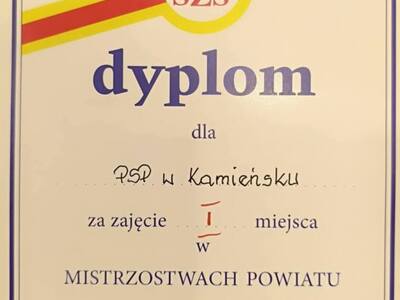 SZS
dyplom
dla
PSP w Kamieńsku
za zajęcie I miejsca
w
MISTRZOSTWACH POWIATU